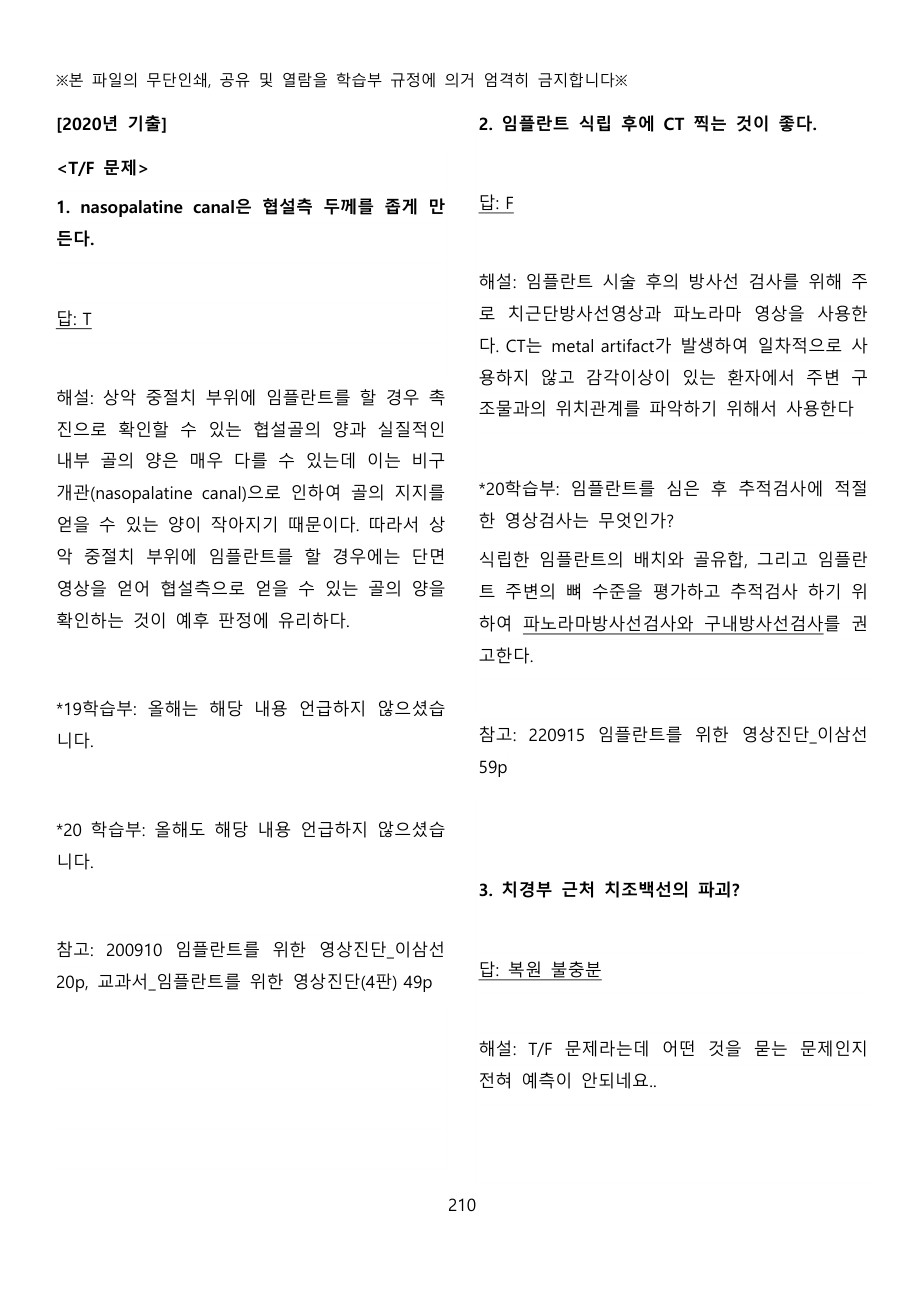 ※본 파일의 무단인쇄, 공유 및 열람을 학습부 규정에 의거 엄격히 금지합니다※
[2020년 기출]
<T/F 문제>
1. nasopalatine canal은 협설측 두께를 좁게 만
든다.
답: T
해설: 상악 중절치 부위에 임플란트를 할 경우 촉
진으로 확인할 수 있는 협설골의 양과 실질적인
내부 골의 양은 매우 다를 수 있는데 이는 비구
개관(nasopalatine canal)으로 인하여 골의 지지를
얻을 수 있는 양이 작아지기 때문이다. 따라서 상
악 중절치 부위에 임플란트를 할 경우에는 단면
영상을 얻어 협설측으로 얻을 수 있는 골의 양을
확인하는 것이 예후 판정에 유리하다.
*19학습부: 올해는 해당 내용 언급하지 않으셨습
니다.
*20 학습부: 올해도 해당 내용 언급하지 않으셨습
니다.
참고: 200910 임플란트를 위한 영상진단_이삼선
20p, 교과서_임플란트를 위한 영상진단(4판) 49p
2. 임플란트 식립 후에 CT 찍는 것이 좋다.
답: F
해설: 임플란트 시술 후의 방사선 검사를 위해 주
로 치근단방사선영상과 파노라마 영상을 사용한
다. CT는 metal artifact가 발생하여 일차적으로 사
용하지 않고 감각이상이 있는 환자에서 주변 구
조물과의 위치관계를 파악하기 위해서 사용한다
*20학습부: 임플란트를 심은 후 추적검사에 적절
한 영상검사는 무엇인가?
식립한 임플란트의 배치와 골유합, 그리고 임플란
트 주변의 뼈 수준을 평가하고 추적검사 하기 위
하여 파노라마방사선검사와 구내방사선검사를 권
고한다.
참고: 220915 임플란트를 위한 영상진단_이삼선
59p
3. 치경부 근처 치조백선의 파괴?
답: 복원 불충분
해설: T/F 문제라는데 어떤 것을 묻는 문제인지
전혀 예측이 안되네요..
210